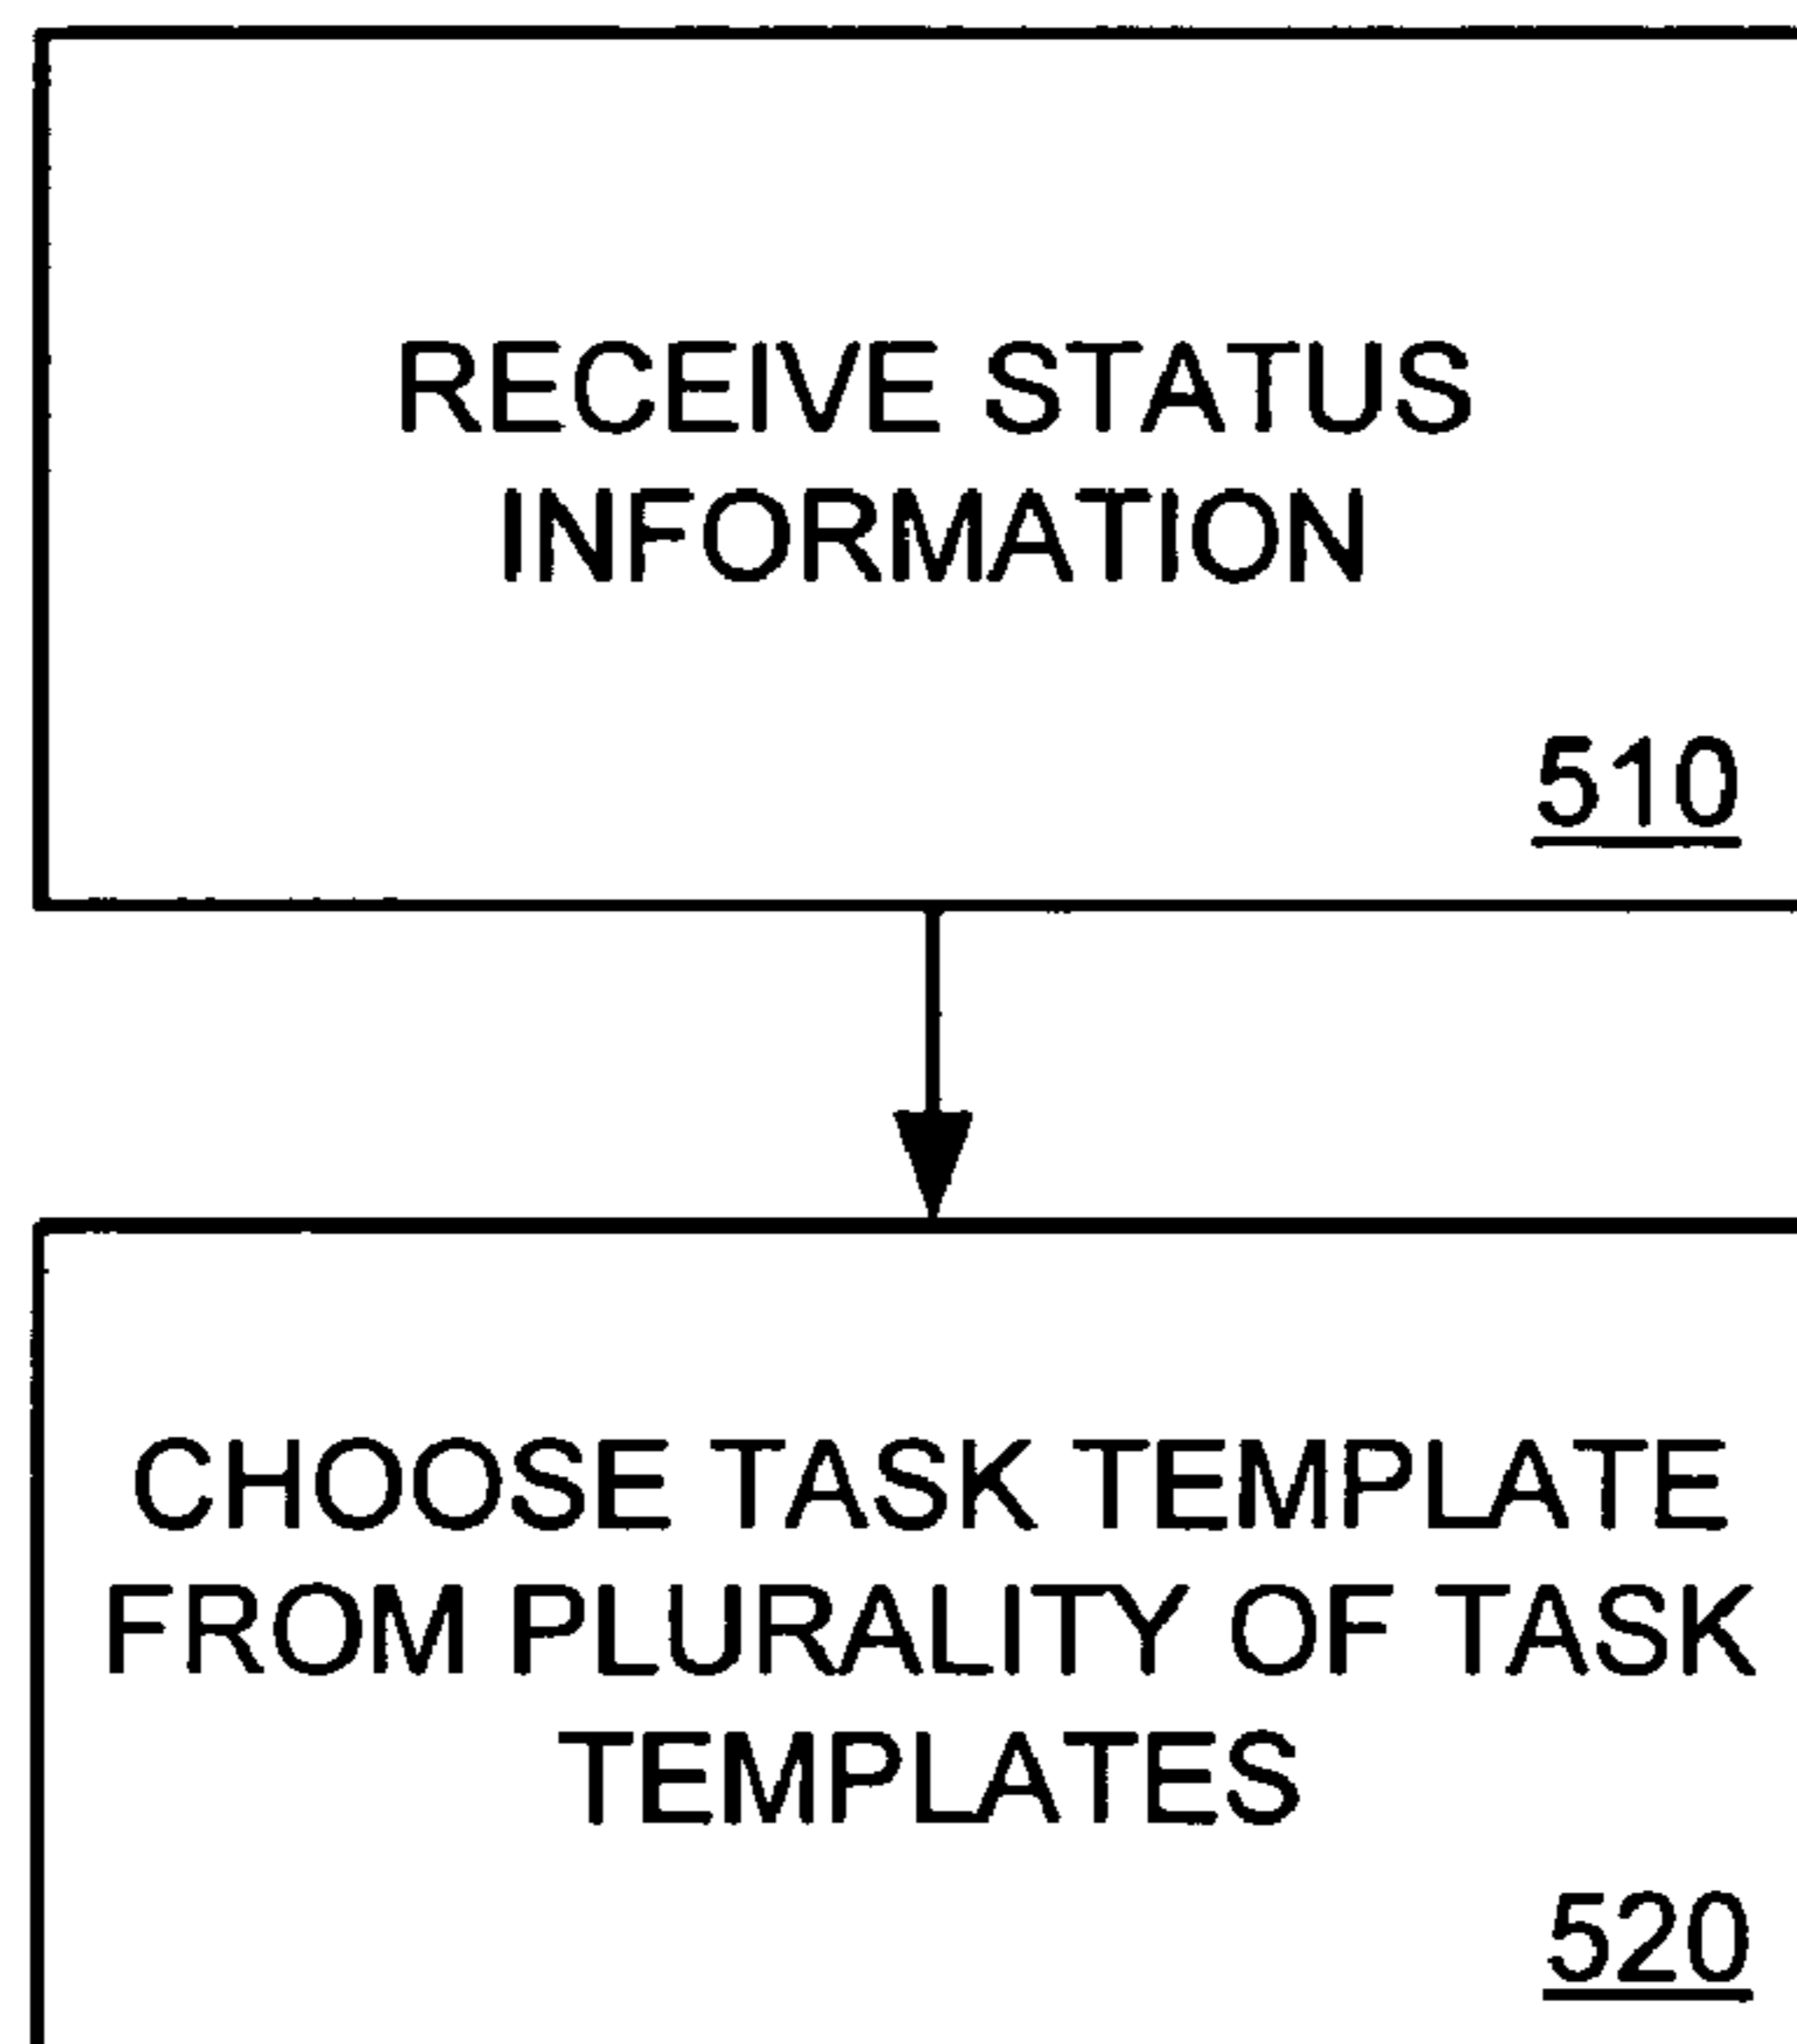 RECEIVE STATUS
INFORMATION
510
CHOOSE TASK TEMPLATE
FROM PLURALITY OF TASK
TEMPLATES
520